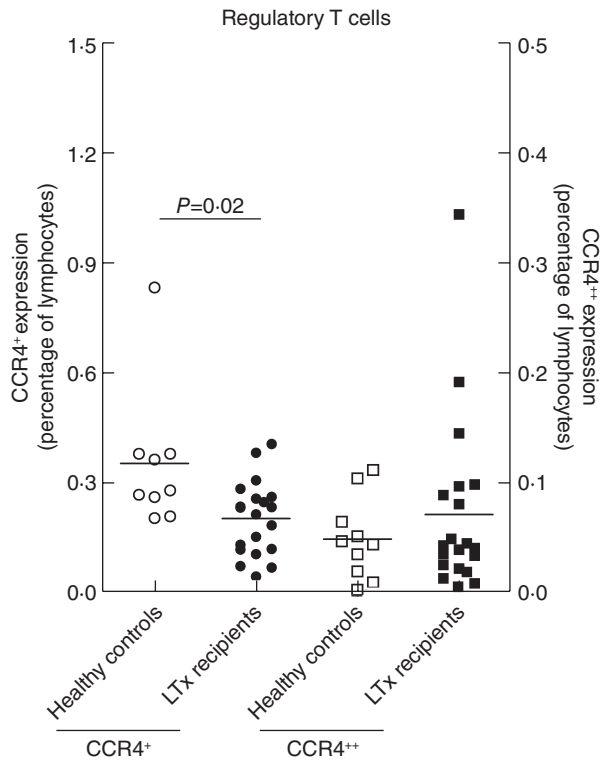 Regulatory T cells
1·5
1·2
0·9
0·6
0·3
0·0
CCR4⁺ expression
(percentage of lymphocytes)
P=0·02
0·5
0·4
0·3
0·2
0·1
0·0
CCR4⁺⁺ expression
(percentage of lymphocytes)
Healthy controls
LTx recipients
Healthy controls
LTx recipients
CCR4⁺
CCR4⁺⁺